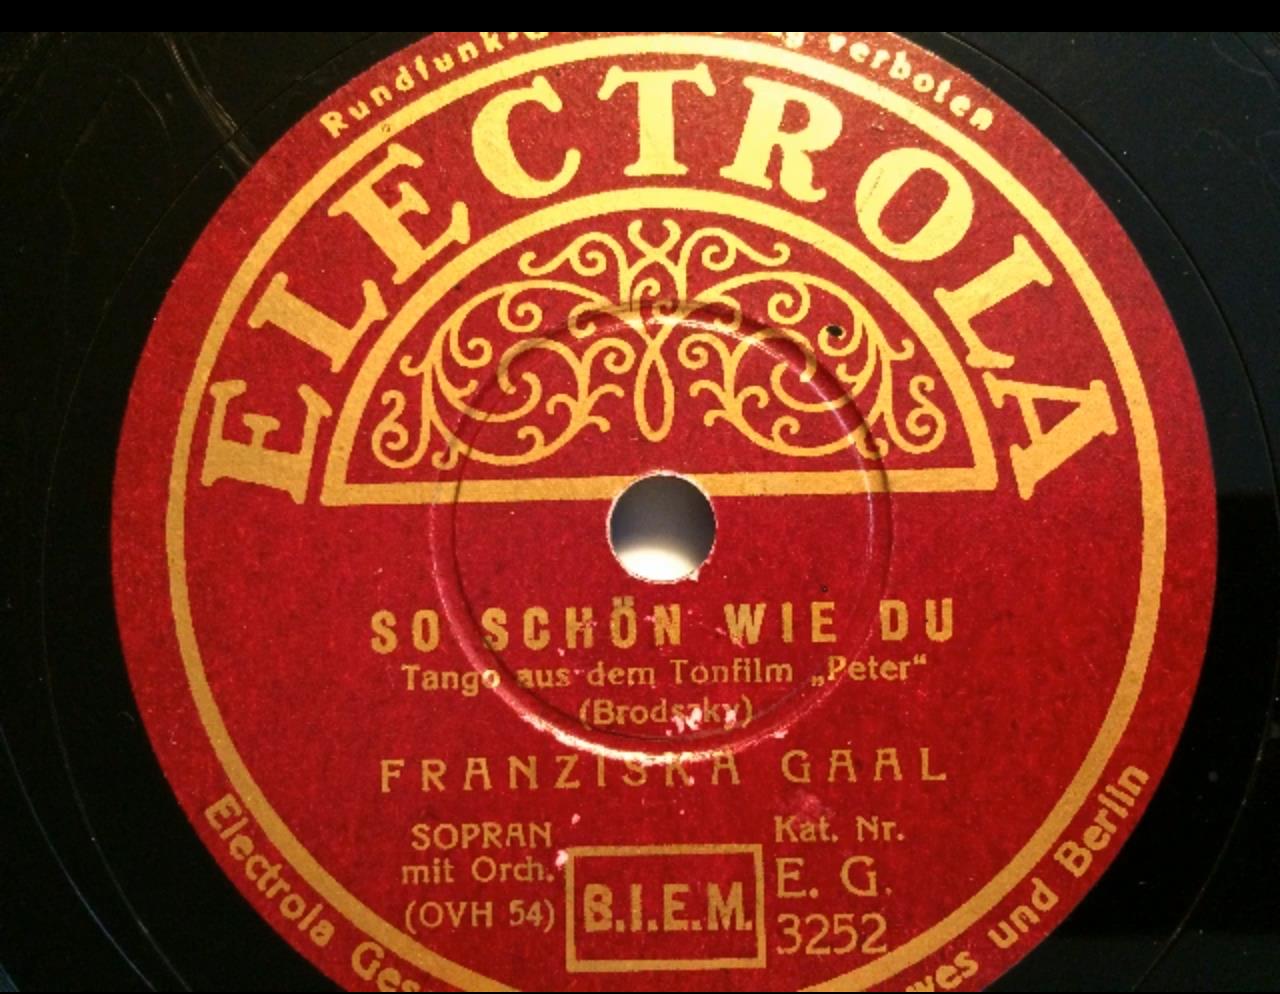 Rundfunk verboten
ELECTROLA
SO SCHÖN WIE DU
Tango aus dem Tonfilm „Peter“
(Brodszky)
FRANZISKA GAAL
SOPRAN
mit Orch.
(OVH 54)
B.I.E.M.
Kat. Nr.
E. G.
3252
Electrola und Berlin